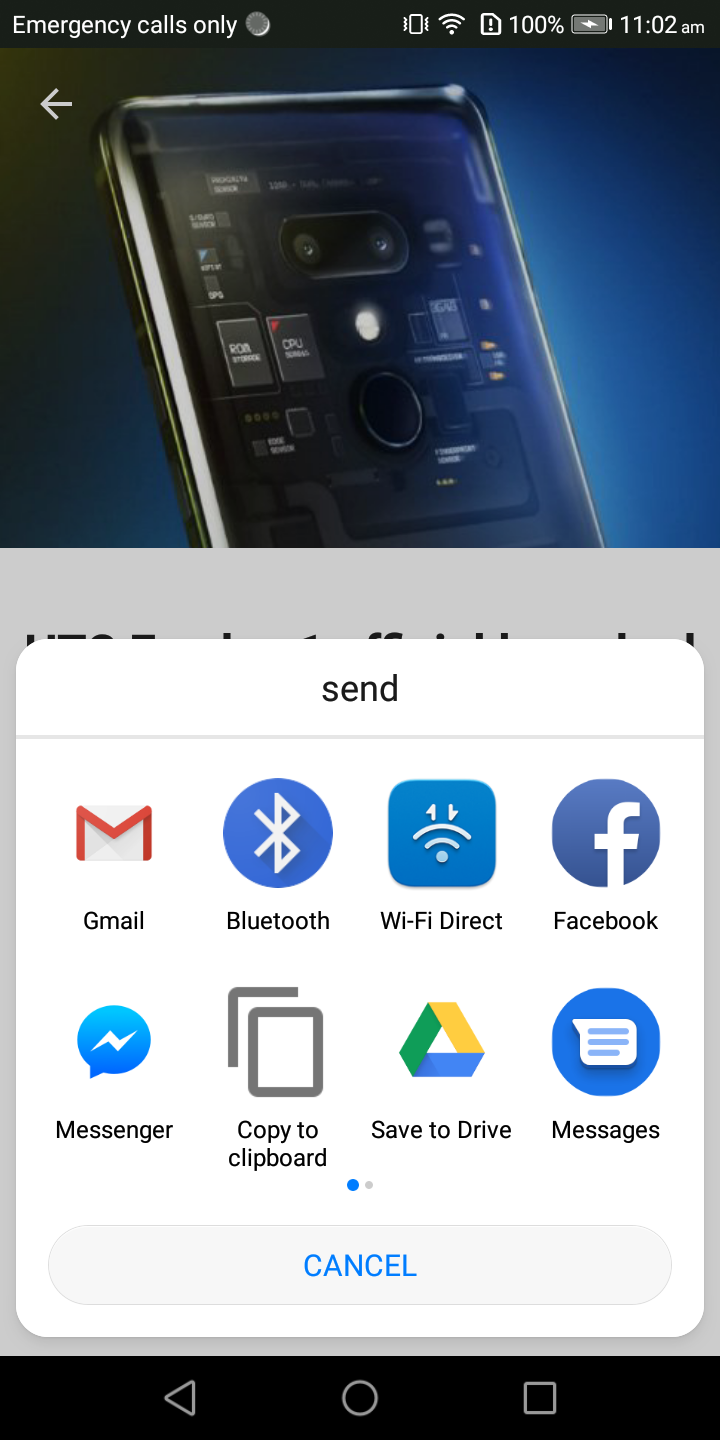 Emergency calls only
100%
11:02 am
ROM
STORAGE
CPU
send
Gmail
Bluetooth
Wi-Fi Direct
Facebook
Messenger
Copy to
clipboard
Save to Drive
Messages
CANCEL